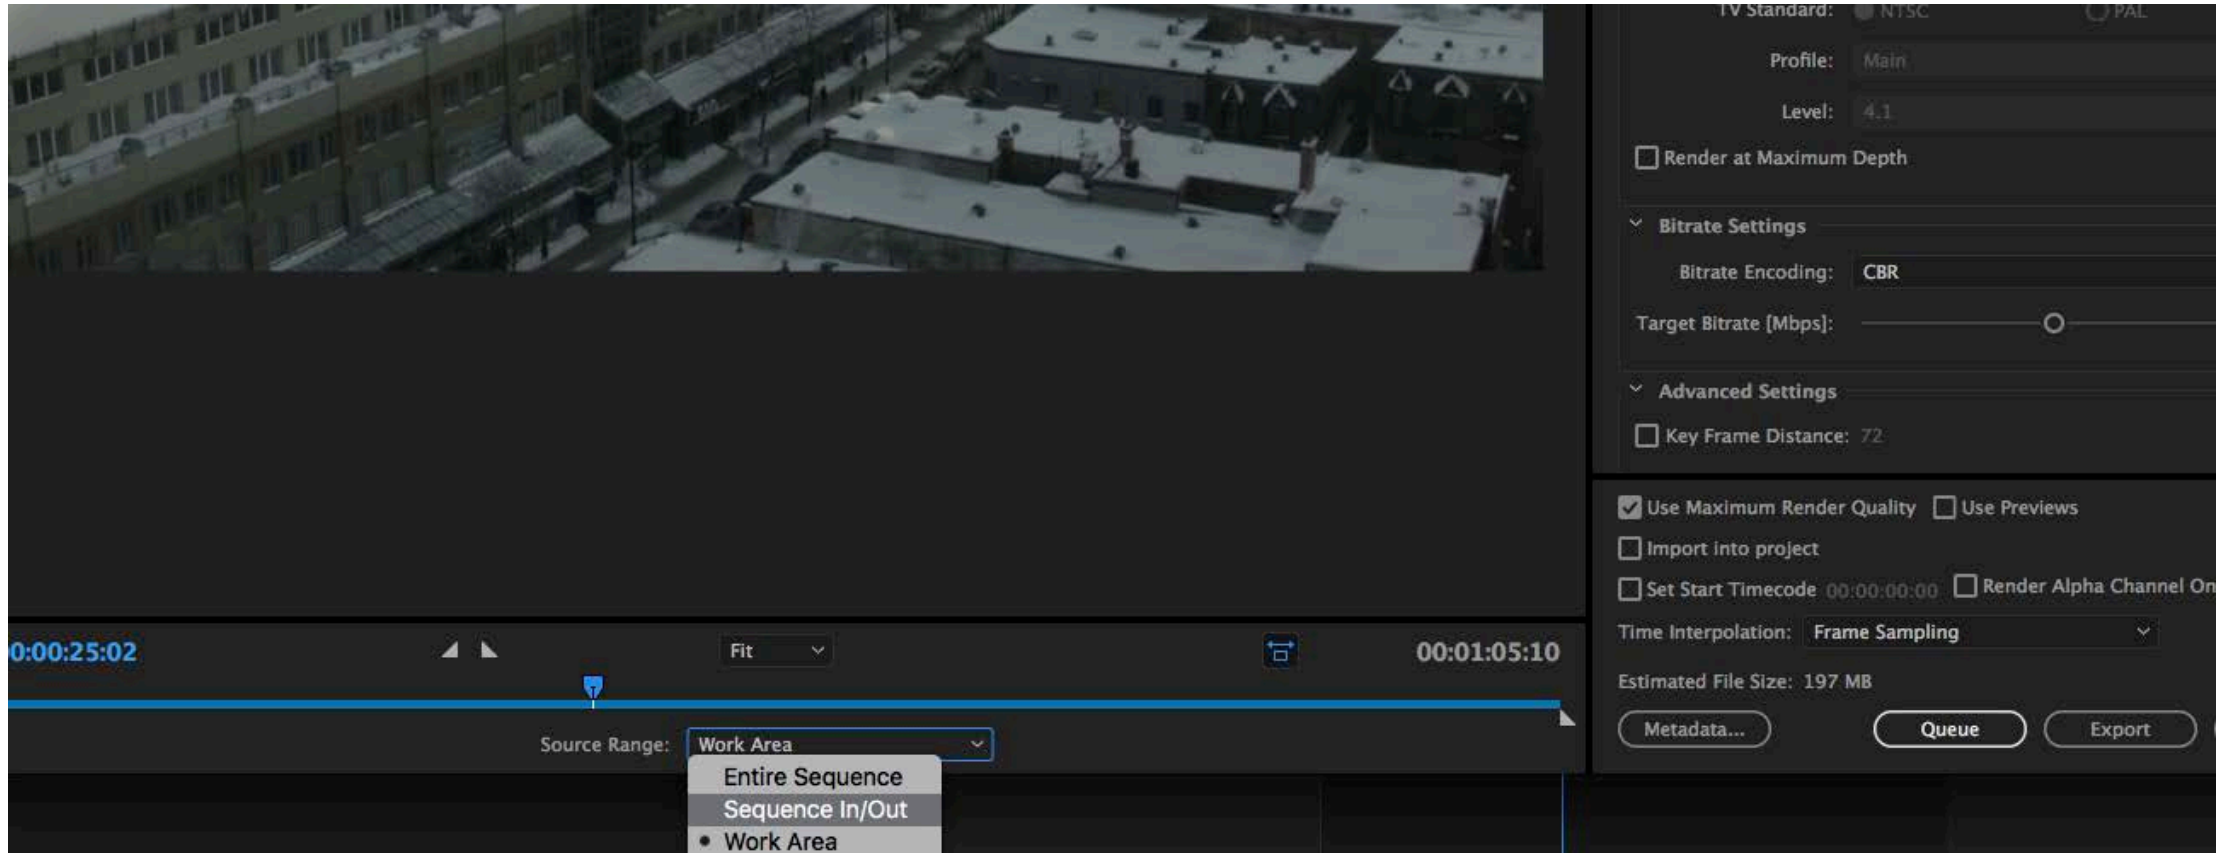 TV Standard: NTSC PAL
Profile: Main
Level: 4.1
Render at Maximum Depth
Bitrate Settings
Bitrate Encoding: CBR
Target Bitrate [Mbps]:
Advanced Settings
Key Frame Distance: 72
Use Maximum Render Quality Use Previews
Import into project
Set Start Timecode 00:00:00:00 Render Alpha Channel On
Time Interpolation: Frame Sampling
Estimated File Size: 197 MB
Metadata... Queue Export
0:00:25:02 Fit 00:01:05:10
Source Range: Work Area
Entire Sequence
Sequence In/Out
• Work Area